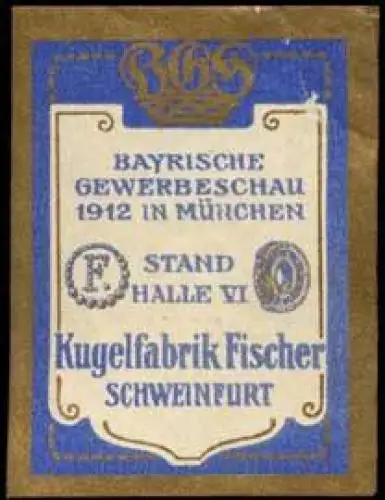 BGS
BAYRISCHE
GEWERBESCHAU
1912 IN MÜNCHEN
F.
STAND
HALLE VI
Kugelfabrik Fischer
SCHWEINFURT